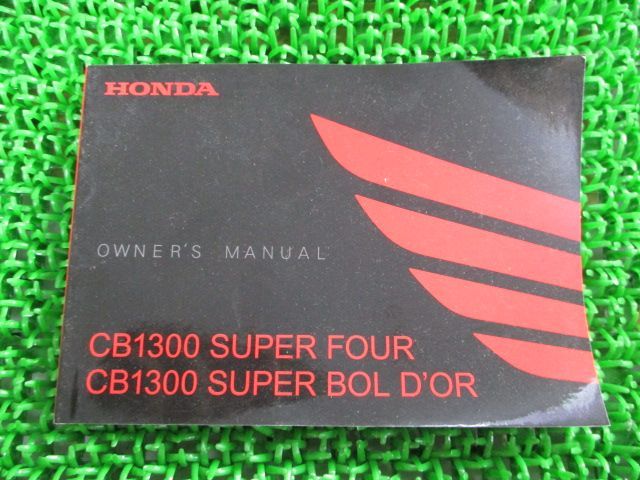 HONDA
OWNER'S MANUAL
CB1300 SUPER FOUR
CB1300 SUPER BOL D'OR